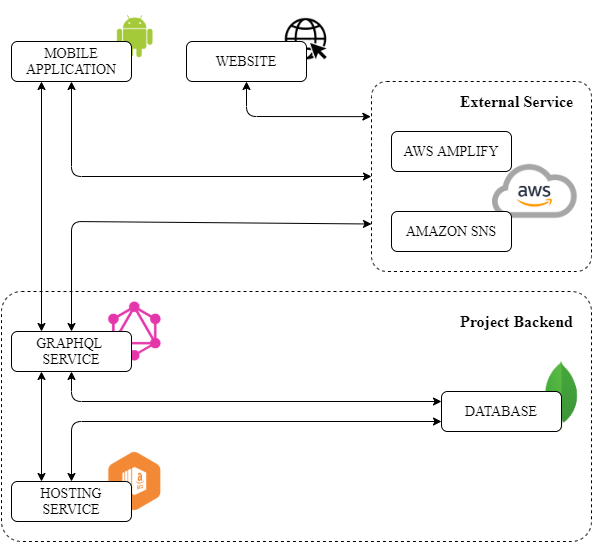 MOBILE
APPLICATION
WEBSITE
External Service
AWS AMPLIFY
aws
AMAZON SNS
Project Backend
GRAPHQL
SERVICE
DATABASE
HOSTING
SERVICE